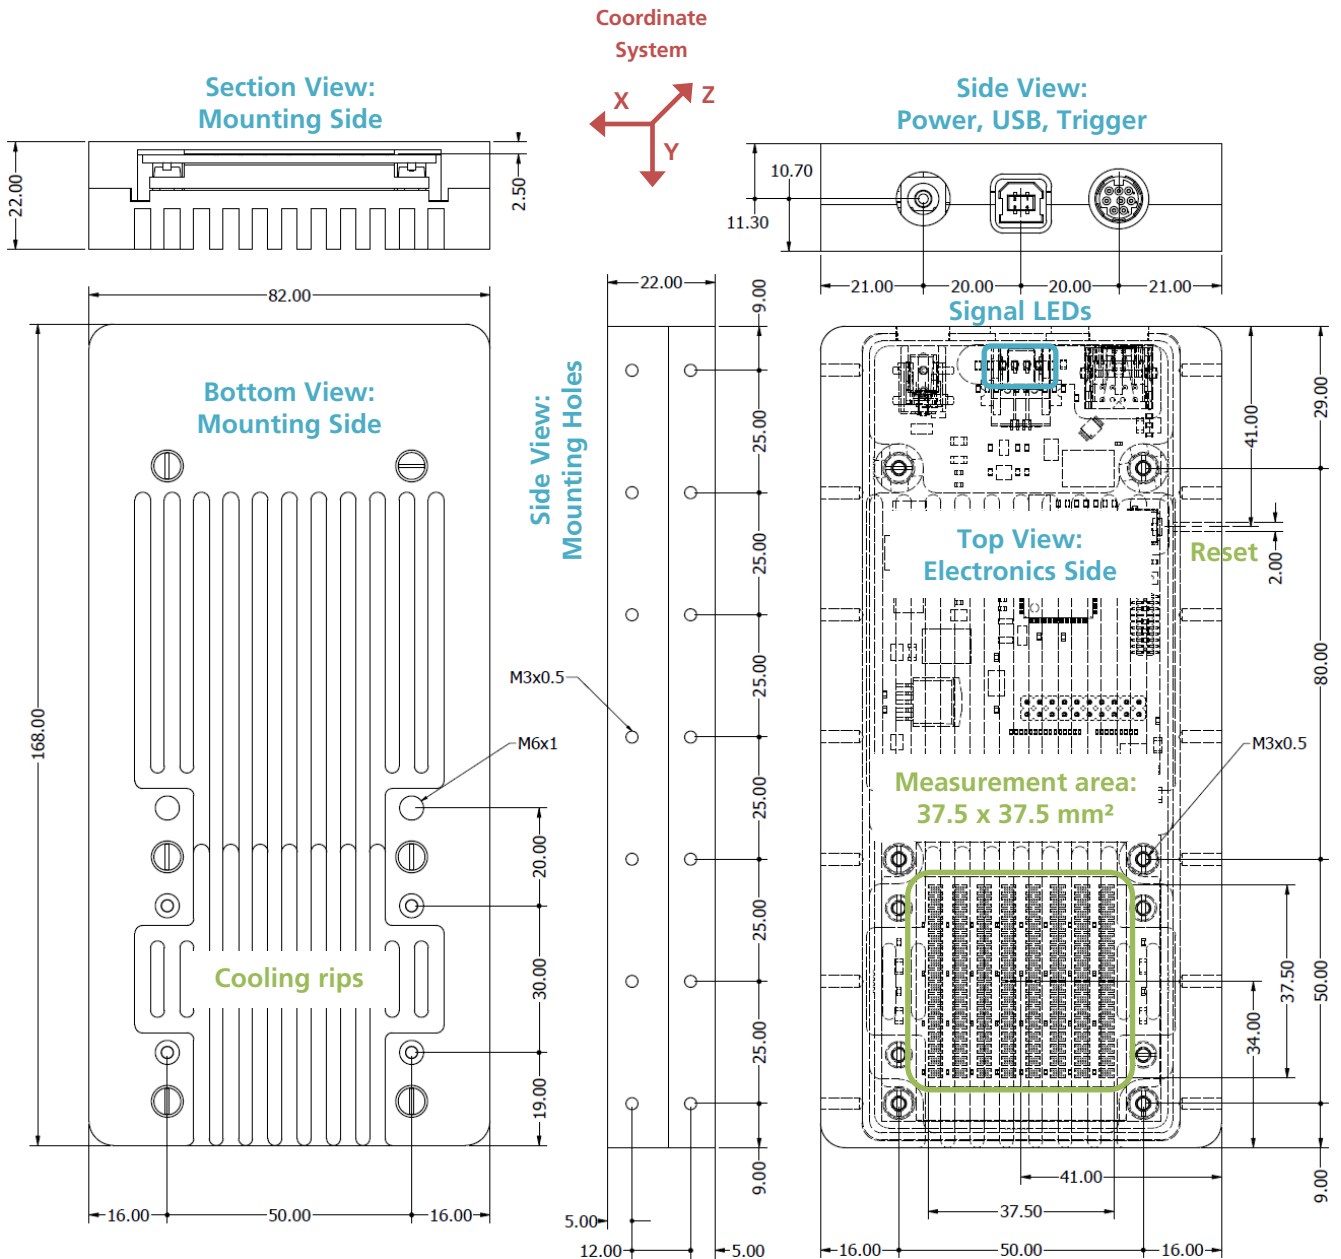 Coordinate
System
X
Z
Y
Section View:
Mounting Side
22.00
2.50
Side View:
Power, USB, Trigger
10.70
11.30
21.00
20.00
20.00
21.00
82.00
168.00
Bottom View:
Mounting Side
M6x1
20.00
30.00
19.00
Cooling rips
16.00
50.00
16.00
22.00
Side View:
Mounting Holes
9.00
25.00
25.00
25.00
25.00
25.00
25.00
9.00
M3x0.5
5.00
12.00
5.00
Signal LEDs
41.00
29.00
Top View:
Electronics Side
Reset
2.00
80.00
M3x0.5
Measurement area:
37.5 x 37.5 mm²
37.50
34.00
50.00
9.00
41.00
37.50
16.00
50.00
16.00